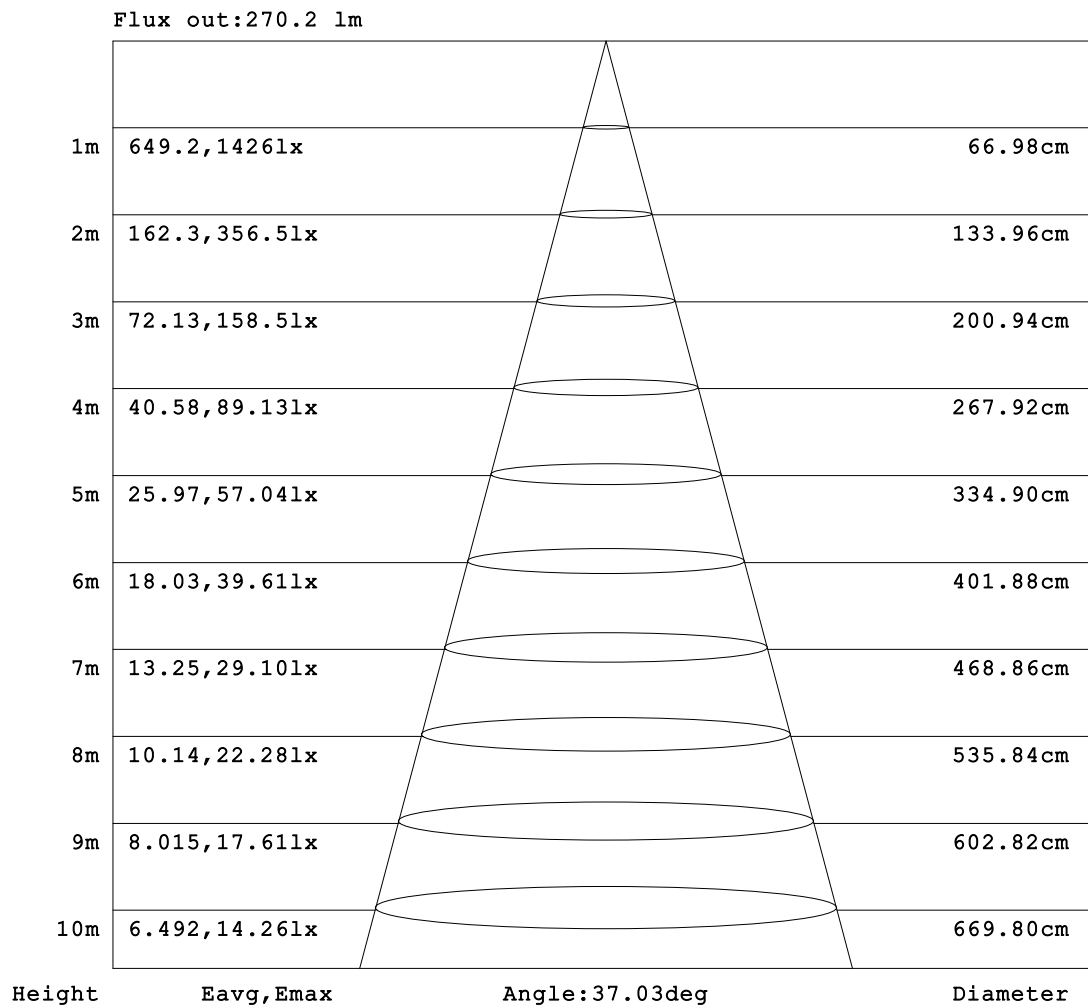 Flux out:270.2 lm
1m 649.2,1426lx 66.98cm
2m 162.3,356.5lx 133.96cm
3m 72.13,158.5lx 200.94cm
4m 40.58,89.13lx 267.92cm
5m 25.97,57.04lx 334.90cm
6m 18.03,39.61lx 401.88cm
7m 13.25,29.10lx 468.86cm
8m 10.14,22.28lx 535.84cm
9m 8.015,17.61lx 602.82cm
10m 6.492,14.26lx 669.80cm
Height Eavg,Emax Angle:37.03deg Diameter